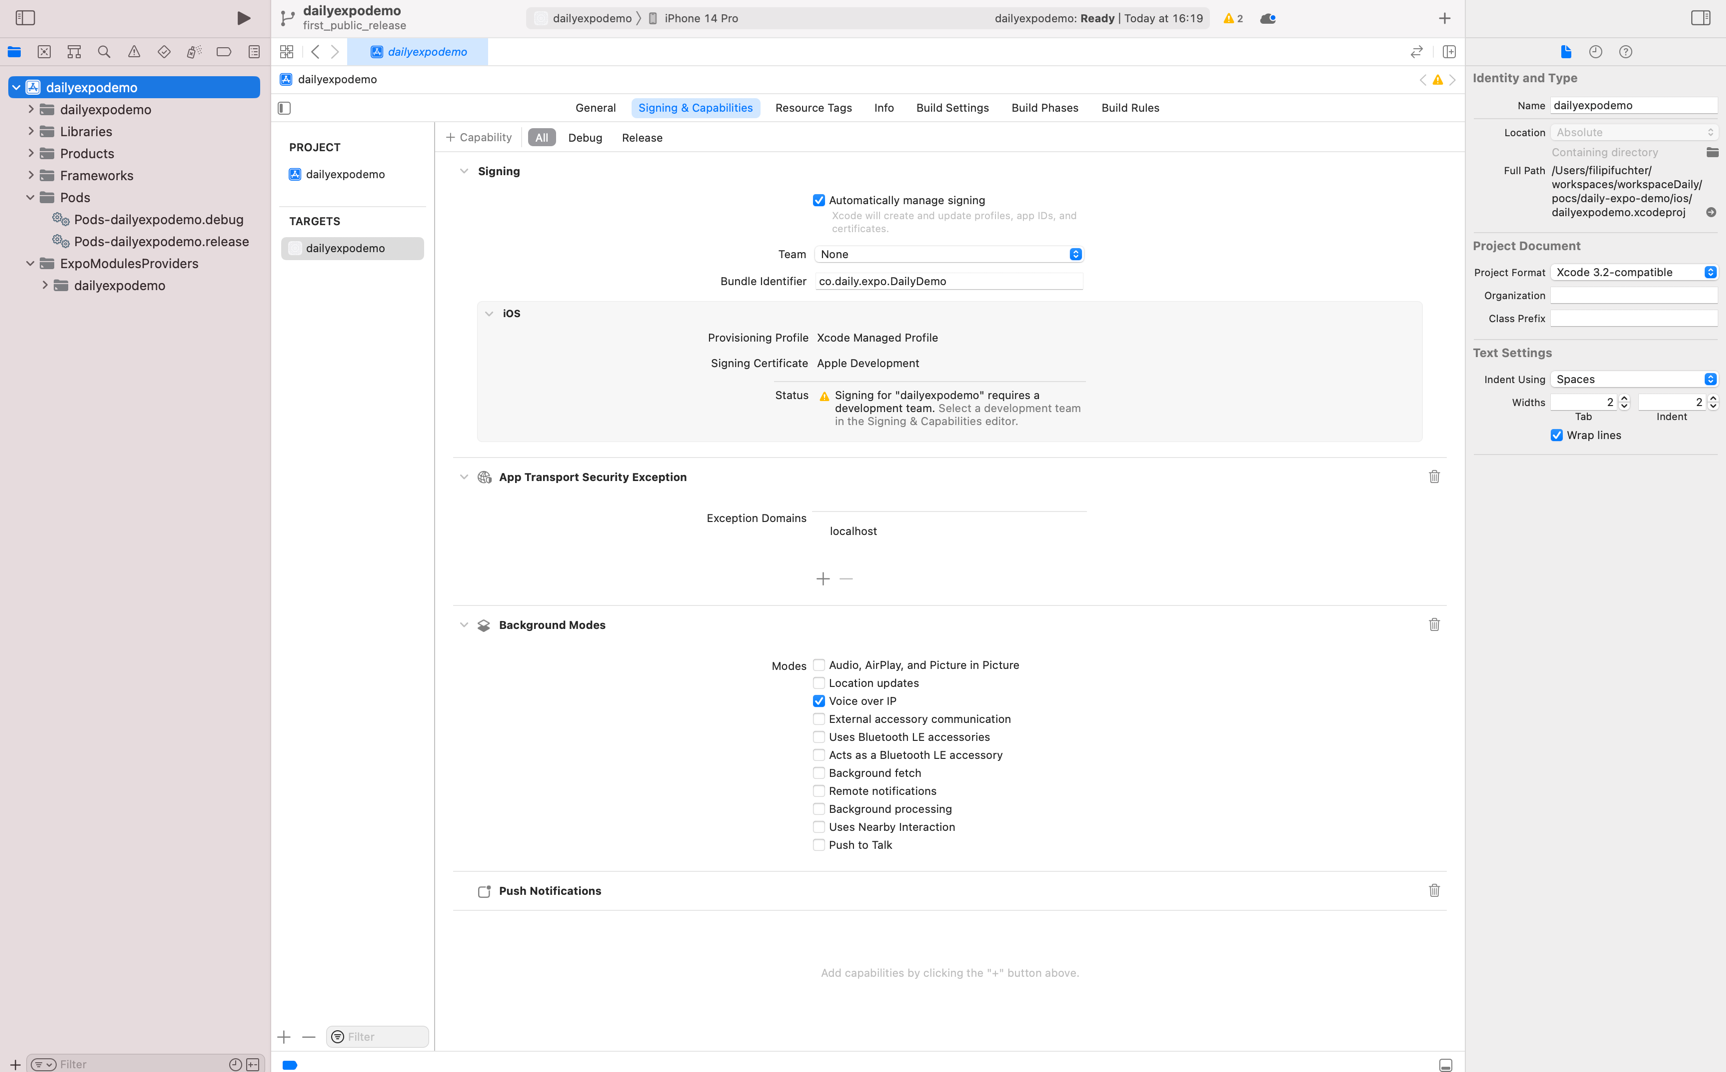 dailyexpodemo
first_public_release
dailyexpodemo
iPhone 14 Pro
dailyexpodemo: Ready | Today at 16:19
2
dailyexpodemo
dailyexpodemo
dailyexpodemo
dailyexpodemo
Libraries
Products
Frameworks
Pods
Pods-dailyexpodemo.debug
Pods-dailyexpodemo.release
ExpoModulesProviders
dailyexpodemo
Filter
General
Signing & Capabilities
Resource Tags
Info
Build Settings
Build Phases
Build Rules
PROJECT
dailyexpodemo
TARGETS
dailyexpodemo
Filter
+ Capability
All
Debug
Release
Signing
Automatically manage signing
Xcode will create and update profiles, app IDs, and
certificates.
Team None
Bundle Identifier co.daily.expo.DailyDemo
iOS
Provisioning Profile Xcode Managed Profile
Signing Certificate Apple Development
Status Signing for "dailyexpodemo" requires a
development team. Select a development team
in the Signing & Capabilities editor.
App Transport Security Exception
Exception Domains
localhost
Background Modes
Modes Audio, AirPlay, and Picture in Picture
Location updates
Voice over IP
External accessory communication
Uses Bluetooth LE accessories
Acts as a Bluetooth LE accessory
Background fetch
Remote notifications
Background processing
Uses Nearby Interaction
Push to Talk
Push Notifications
Add capabilities by clicking the "+" button above.
Identity and Type
Name dailyexpodemo
Location Absolute
Containing directory
Full Path /Users/filipifuchter/
workspaces/workspaceDaily/
pocs/daily-expo-demo/ios/
dailyexpodemo.xcodeproj
Project Document
Project Format Xcode 3.2-compatible
Organization
Class Prefix
Text Settings
Indent Using Spaces
Widths 2 2
Tab Indent
Wrap lines